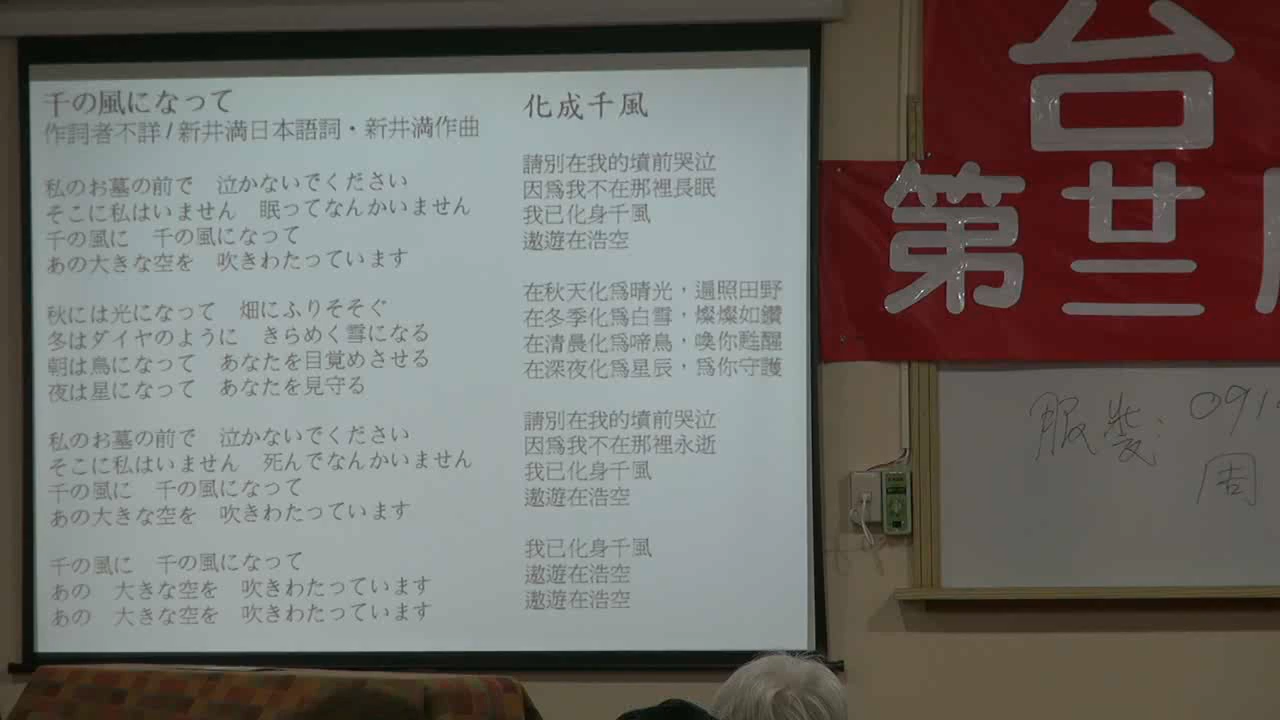 千の風になって
作詞者不詳/新井満日本語詞・新井満作曲
私のお墓の前で　泣かないでください
そこに私はいません　眠ってなんかいません
千の風に　千の風になって
あの大きな空を　吹きわたっています
秋には光になって　畑にふりそそぐ
冬はダイヤのように　きらめく雪になる
朝は鳥になって　あなたを目覚めさせる
夜は星になって　あなたを見守る
私のお墓の前で　泣かないでください
そこに私はいません　死んでなんかいません
千の風に　千の風になって
あの大きな空を　吹きわたっています
千の風に　千の風になって
あの　大きな空を　吹きわたっています
あの　大きな空を　吹きわたっています
化成千風
請別在我的墳前哭泣
因爲我不在那裡長眠
我已化身千風
遨遊在浩空
在秋天化爲晴光，遍照田野
在冬季化爲白雪，燦燦如鑽
在清晨化爲啼鳥，喚你甦醒
在深夜化爲星辰，爲你守護
請別在我的墳前哭泣
因爲我不在那裡永逝
我已化身千風
遨遊在浩空
我已化身千風
遨遊在浩空
遨遊在浩空
台
第廿二
服裝: 091
周